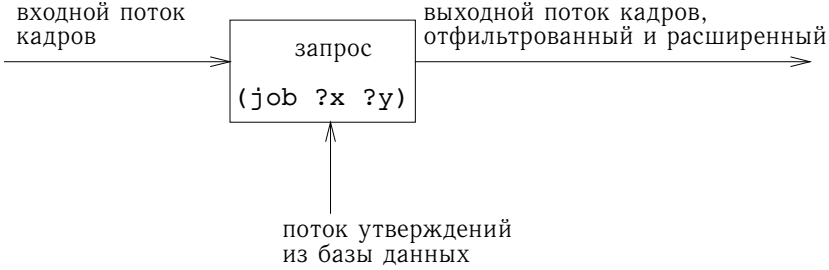 входной поток
кадров
запрос
(job ?x ?y)
выходной поток кадров,
отфильтрованный и расширенный
поток утверждений
из базы данных